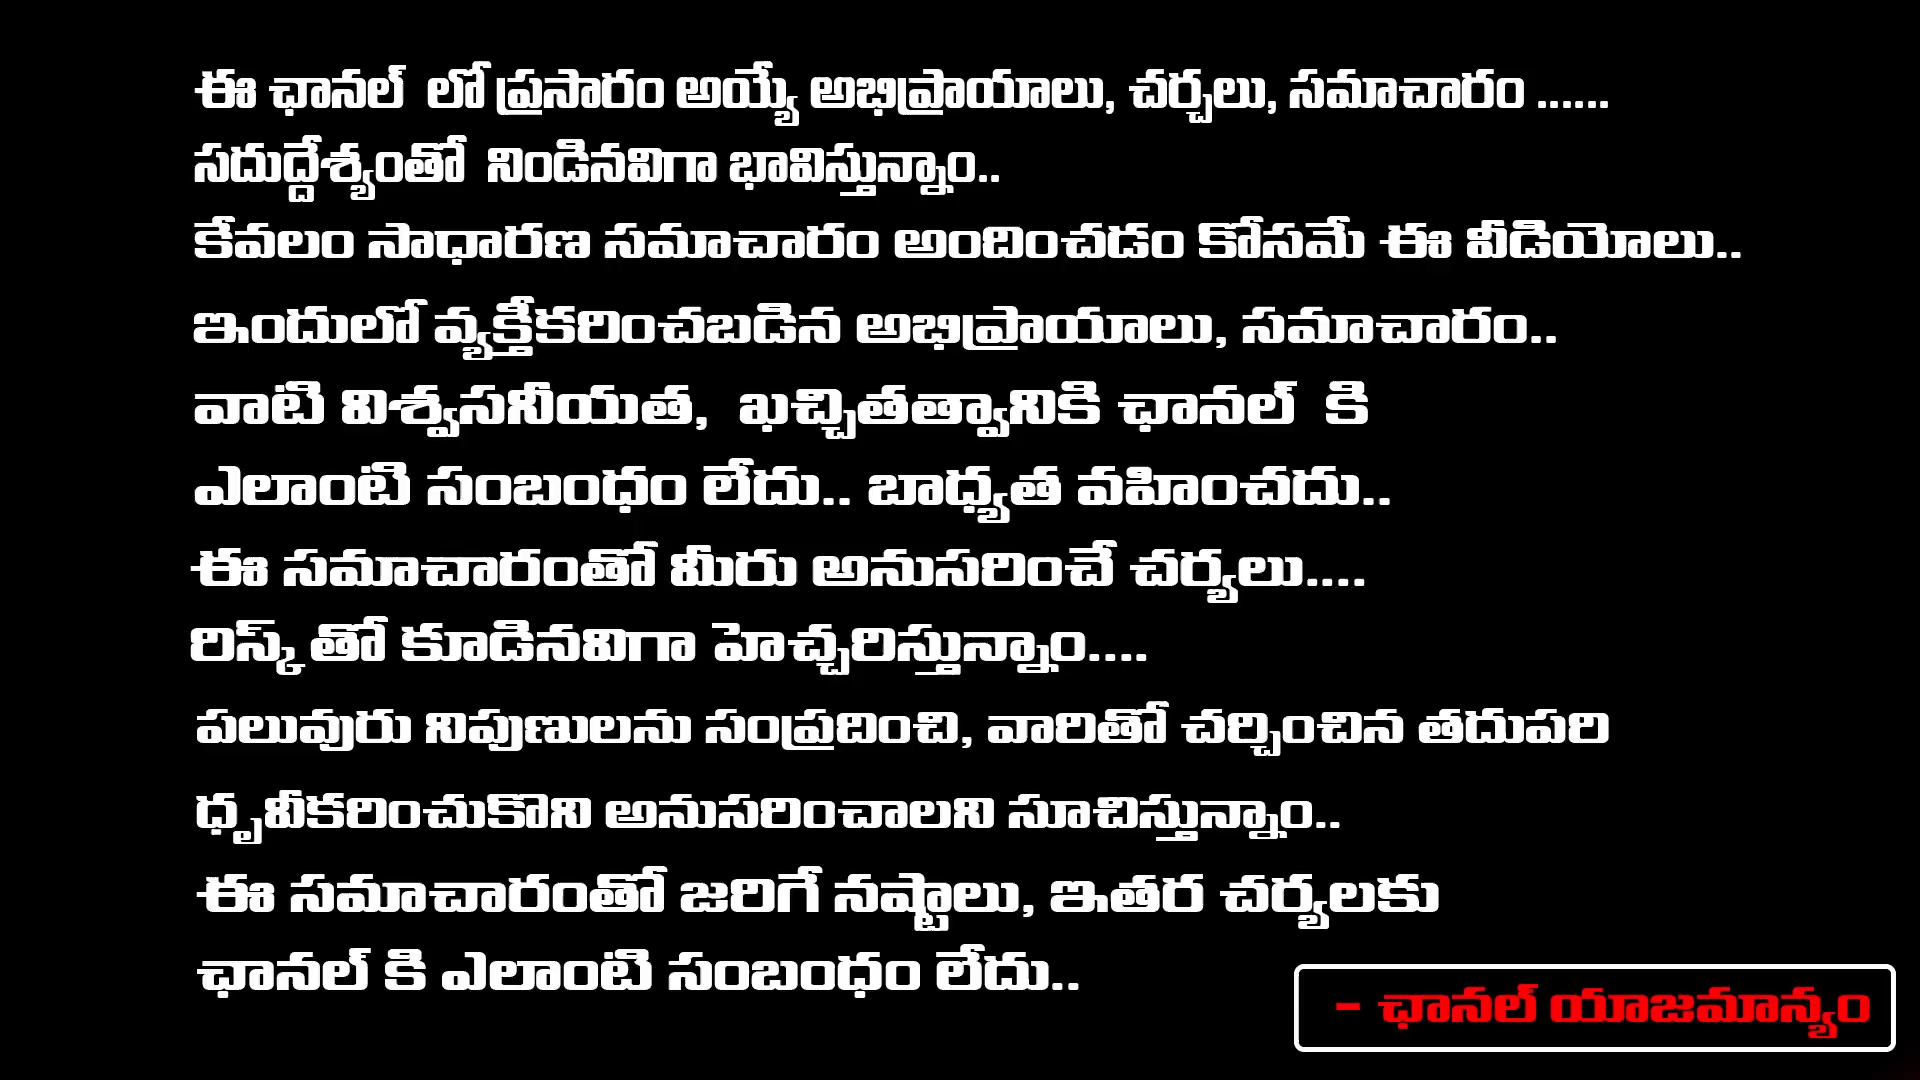 ఈ ఛానల్ లో ప్రసారం అయ్యే అభిప్రాయాలు, చర్చలు, సమాచారం ......
సదుద్దేశ్యంతో నిండినవిగా భావిస్తున్నాం..
కేవలం సాధారణ సమాచారం అందించడం కోసమే ఈ వీడియోలు..
ఇందులో వ్యక్తీకరించబడిన అభిప్రాయాలు, సమాచారం..
వాటి విశ్వసనీయత, ఖచ్చితత్వానికి ఛానల్ కి
ఎలాంటి సంబంధం లేదు.. బాధ్యత వహించదు..
ఈ సమాచారంతో మీరు అనుసరించే చర్యలు....
రిస్క్ తో కూడినవిగా హెచ్చరిస్తున్నాం....
పలువురు నిపుణులను సంప్రదించి, వారితో చర్చించిన తదుపరి
ధృవీకరించుకొని అనుసరించాలని సూచిస్తున్నాం..
ఈ సమాచారంతో జరిగే నష్టాలు, ఇతర చర్యలకు
ఛానల్ కి ఎలాంటి సంబంధం లేదు..
- ఛానల్ యాజమాన్యం